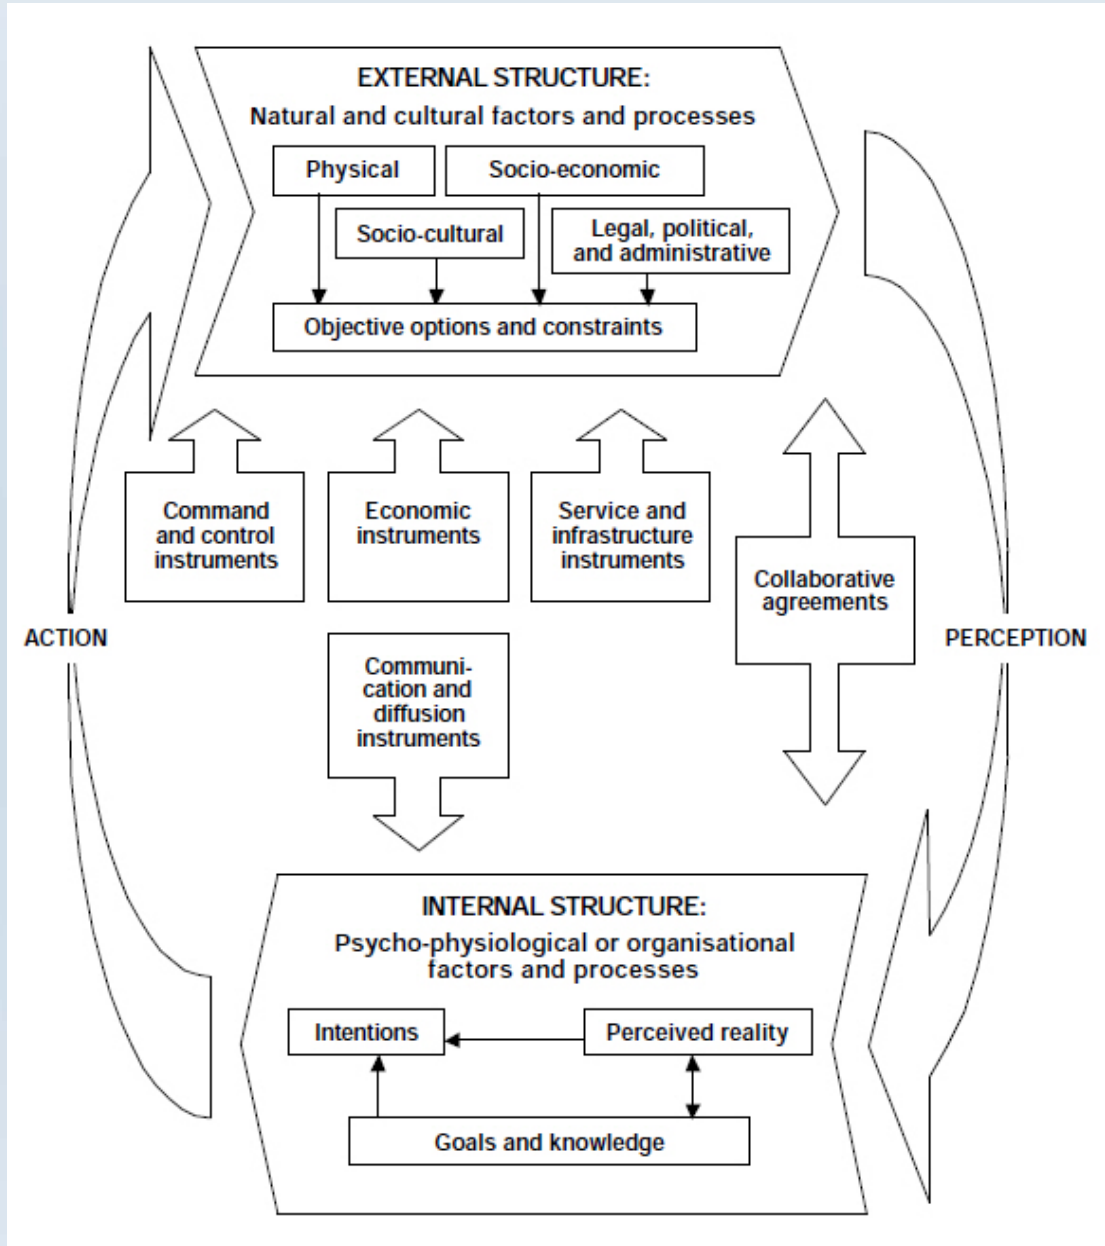 EXTERNAL STRUCTURE:
Natural and cultural factors and processes
Physical
Socio-economic
Socio-cultural
Legal, political,
and administrative
Objective options and constraints
Command
and control
instruments
Economic
instruments
Service and
infrastructure
instruments
Collaborative
agreements
ACTION
PERCEPTION
Communi-
cation and
diffusion
instruments
INTERNAL STRUCTURE:
Psycho-physiological or organisational
factors and processes
Intentions
Perceived reality
Goals and knowledge